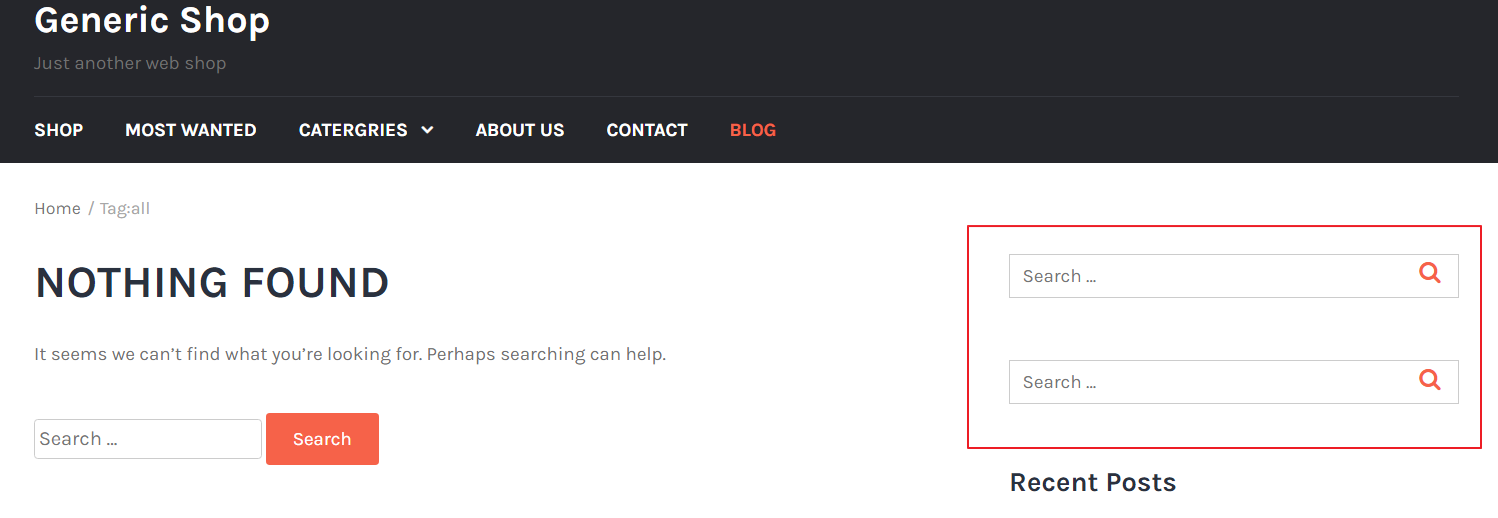 Generic Shop
Just another web shop
SHOP MOST WANTED CATERGRIES ABOUT US CONTACT BLOG
Home / Tag:all
NOTHING FOUND
It seems we can’t find what you’re looking for. Perhaps searching can help.
Search … Search
Search …
Search …
Recent Posts